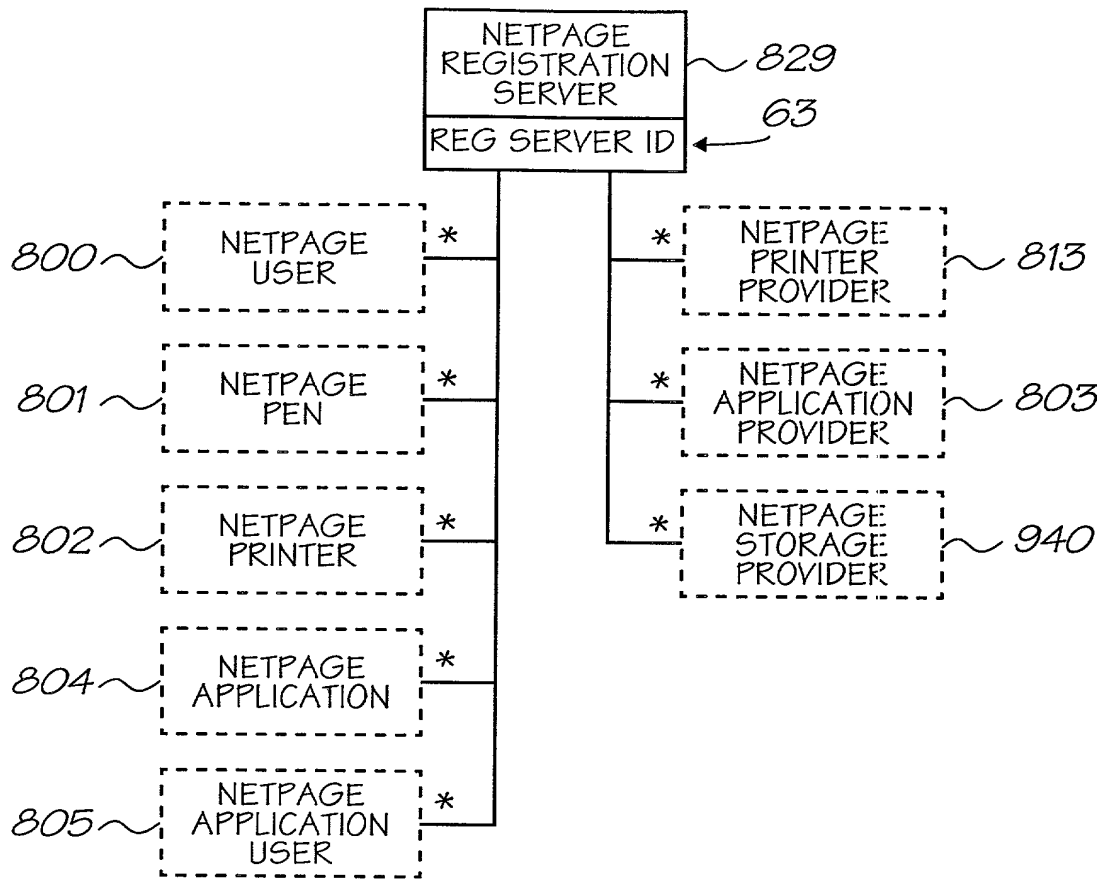 NETPAGE
REGISTRATION
SERVER
829
REG SERVER ID
63
800
NETPAGE
USER
*
*
NETPAGE
PRINTER
PROVIDER
813
801
NETPAGE
PEN
*
*
NETPAGE
APPLICATION
PROVIDER
803
802
NETPAGE
PRINTER
*
*
NETPAGE
STORAGE
PROVIDER
940
804
NETPAGE
APPLICATION
*
805
NETPAGE
APPLICATION
USER
*